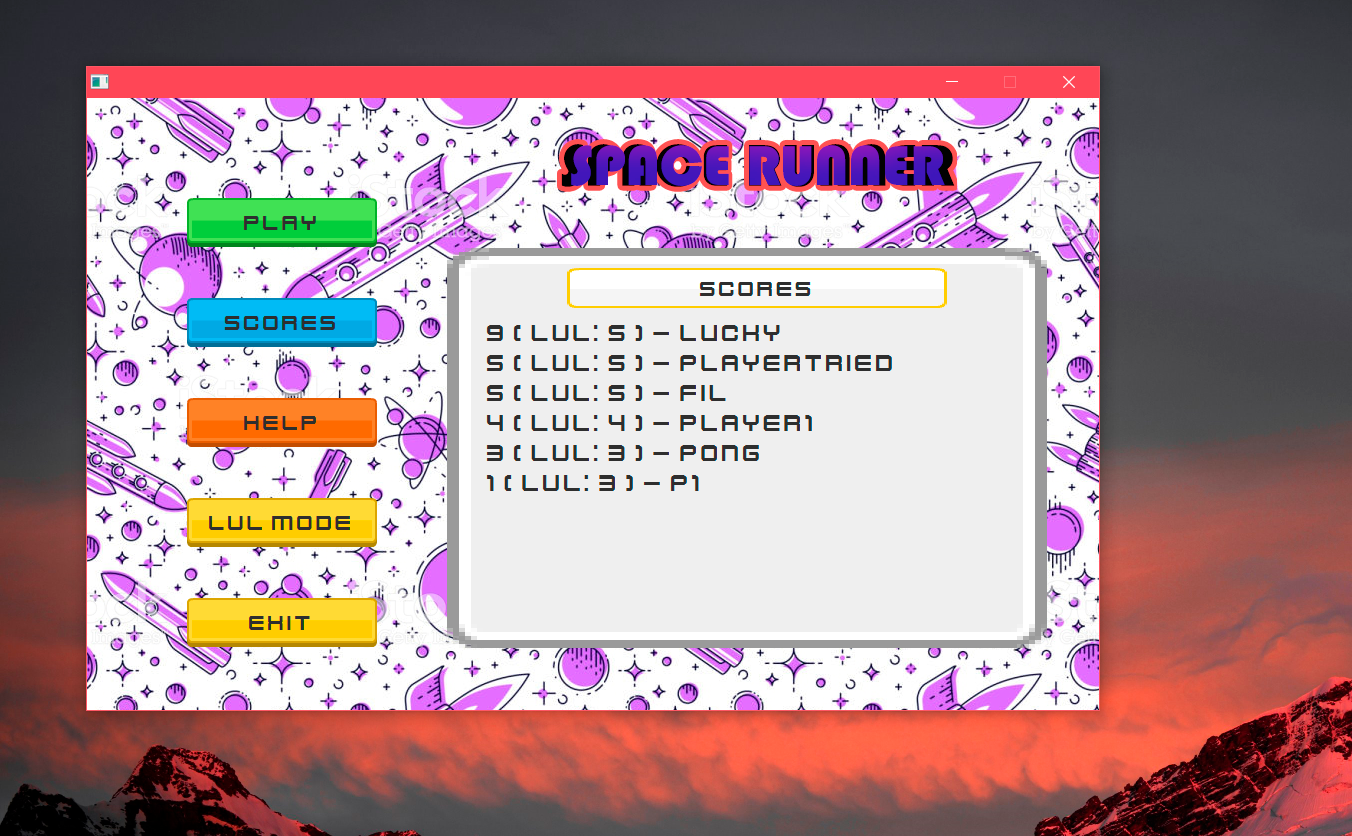 SPACE RUNNER
PLAY
SCORES
HELP
LUL MODE
EXIT
SCORES
9 ( LUL: 5 ) - LUCKY
5 ( LUL: 5 ) - PLAYERTRIED
5 ( LUL: 5 ) - FIL
4 ( LUL: 4 ) - PLAYER1
3 ( LUL: 3 ) - PONG
1 ( LUL: 3 ) - P1